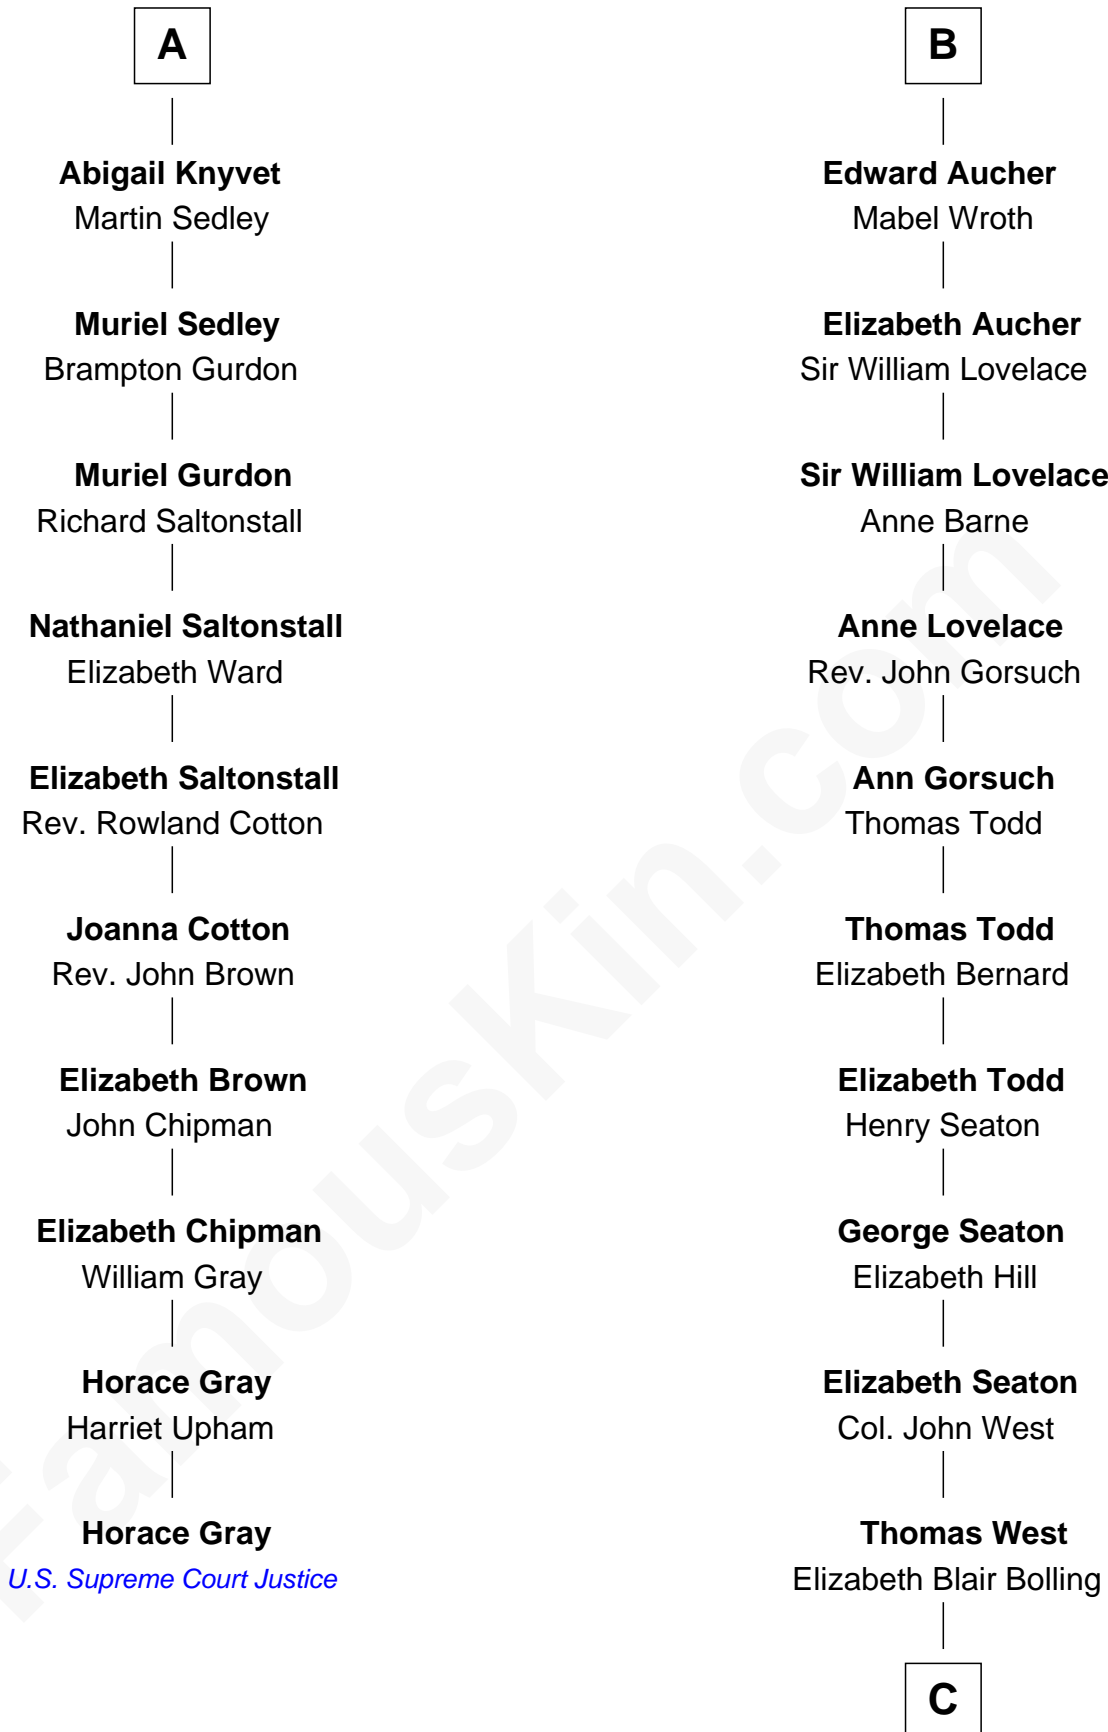 A
Abigail Knyvet
Martin Sedley
Muriel Sedley
Brampton Gurdon
Muriel Gurdon
Richard Saltonstall
Nathaniel Saltonstall
Elizabeth Ward
Elizabeth Saltonstall
Rev. Rowland Cotton
Joanna Cotton
Rev. John Brown
Elizabeth Brown
John Chipman
Elizabeth Chipman
William Gray
Horace Gray
Harriet Upham
Horace Gray
U.S. Supreme Court Justice
B
Edward Aucher
Mabel Wroth
Elizabeth Aucher
Sir William Lovelace
Sir William Lovelace
Anne Barne
Anne Lovelace
Rev. John Gorsuch
Ann Gorsuch
Thomas Todd
Thomas Todd
Elizabeth Bernard
Elizabeth Todd
Henry Seaton
George Seaton
Elizabeth Hill
Elizabeth Seaton
Col. John West
Thomas West
Elizabeth Blair Bolling
C
FamousKin.com